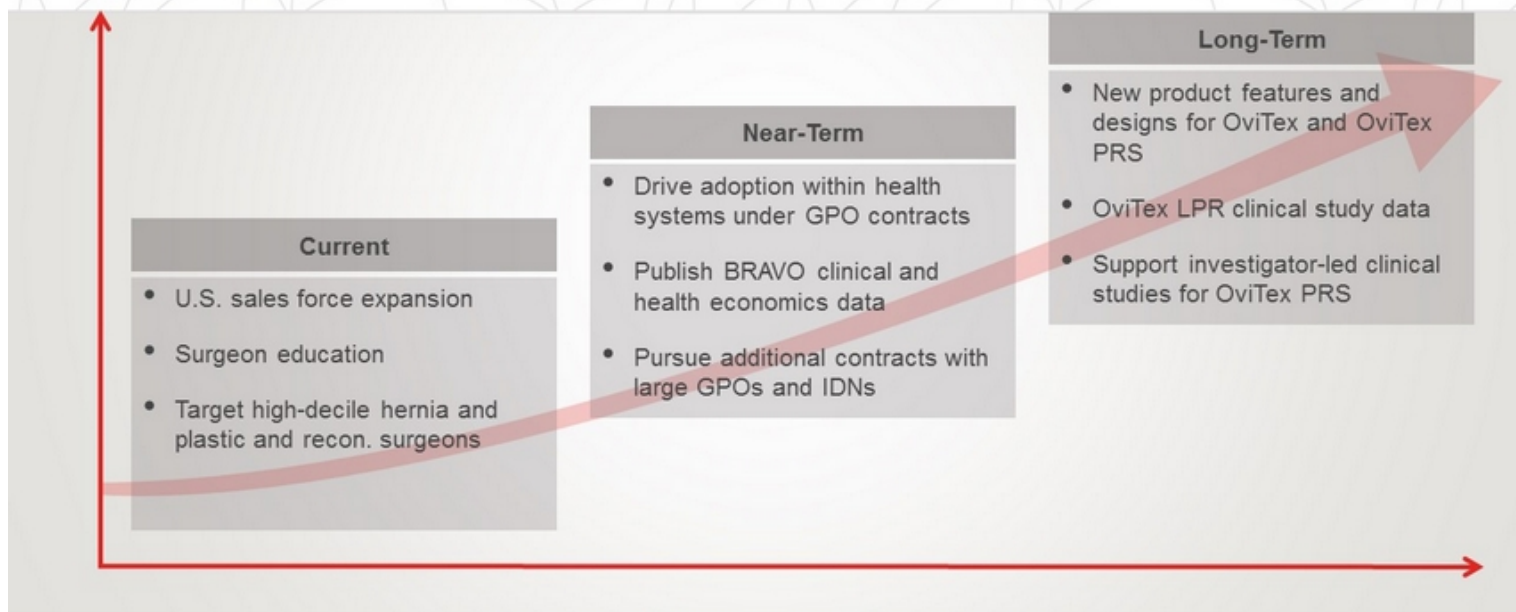 Current
• U.S. sales force expansion
• Surgeon education
• Target high-decile hernia and
plastic and recon. surgeons
Near-Term
• Drive adoption within health
systems under GPO contracts
• Publish BRAVO clinical and
health economics data
• Pursue additional contracts with
large GPOs and IDNs
Long-Term
• New product features and
designs for OviTex and OviTex
PRS
• OviTex LPR clinical study data
• Support investigator-led clinical
studies for OviTex PRS